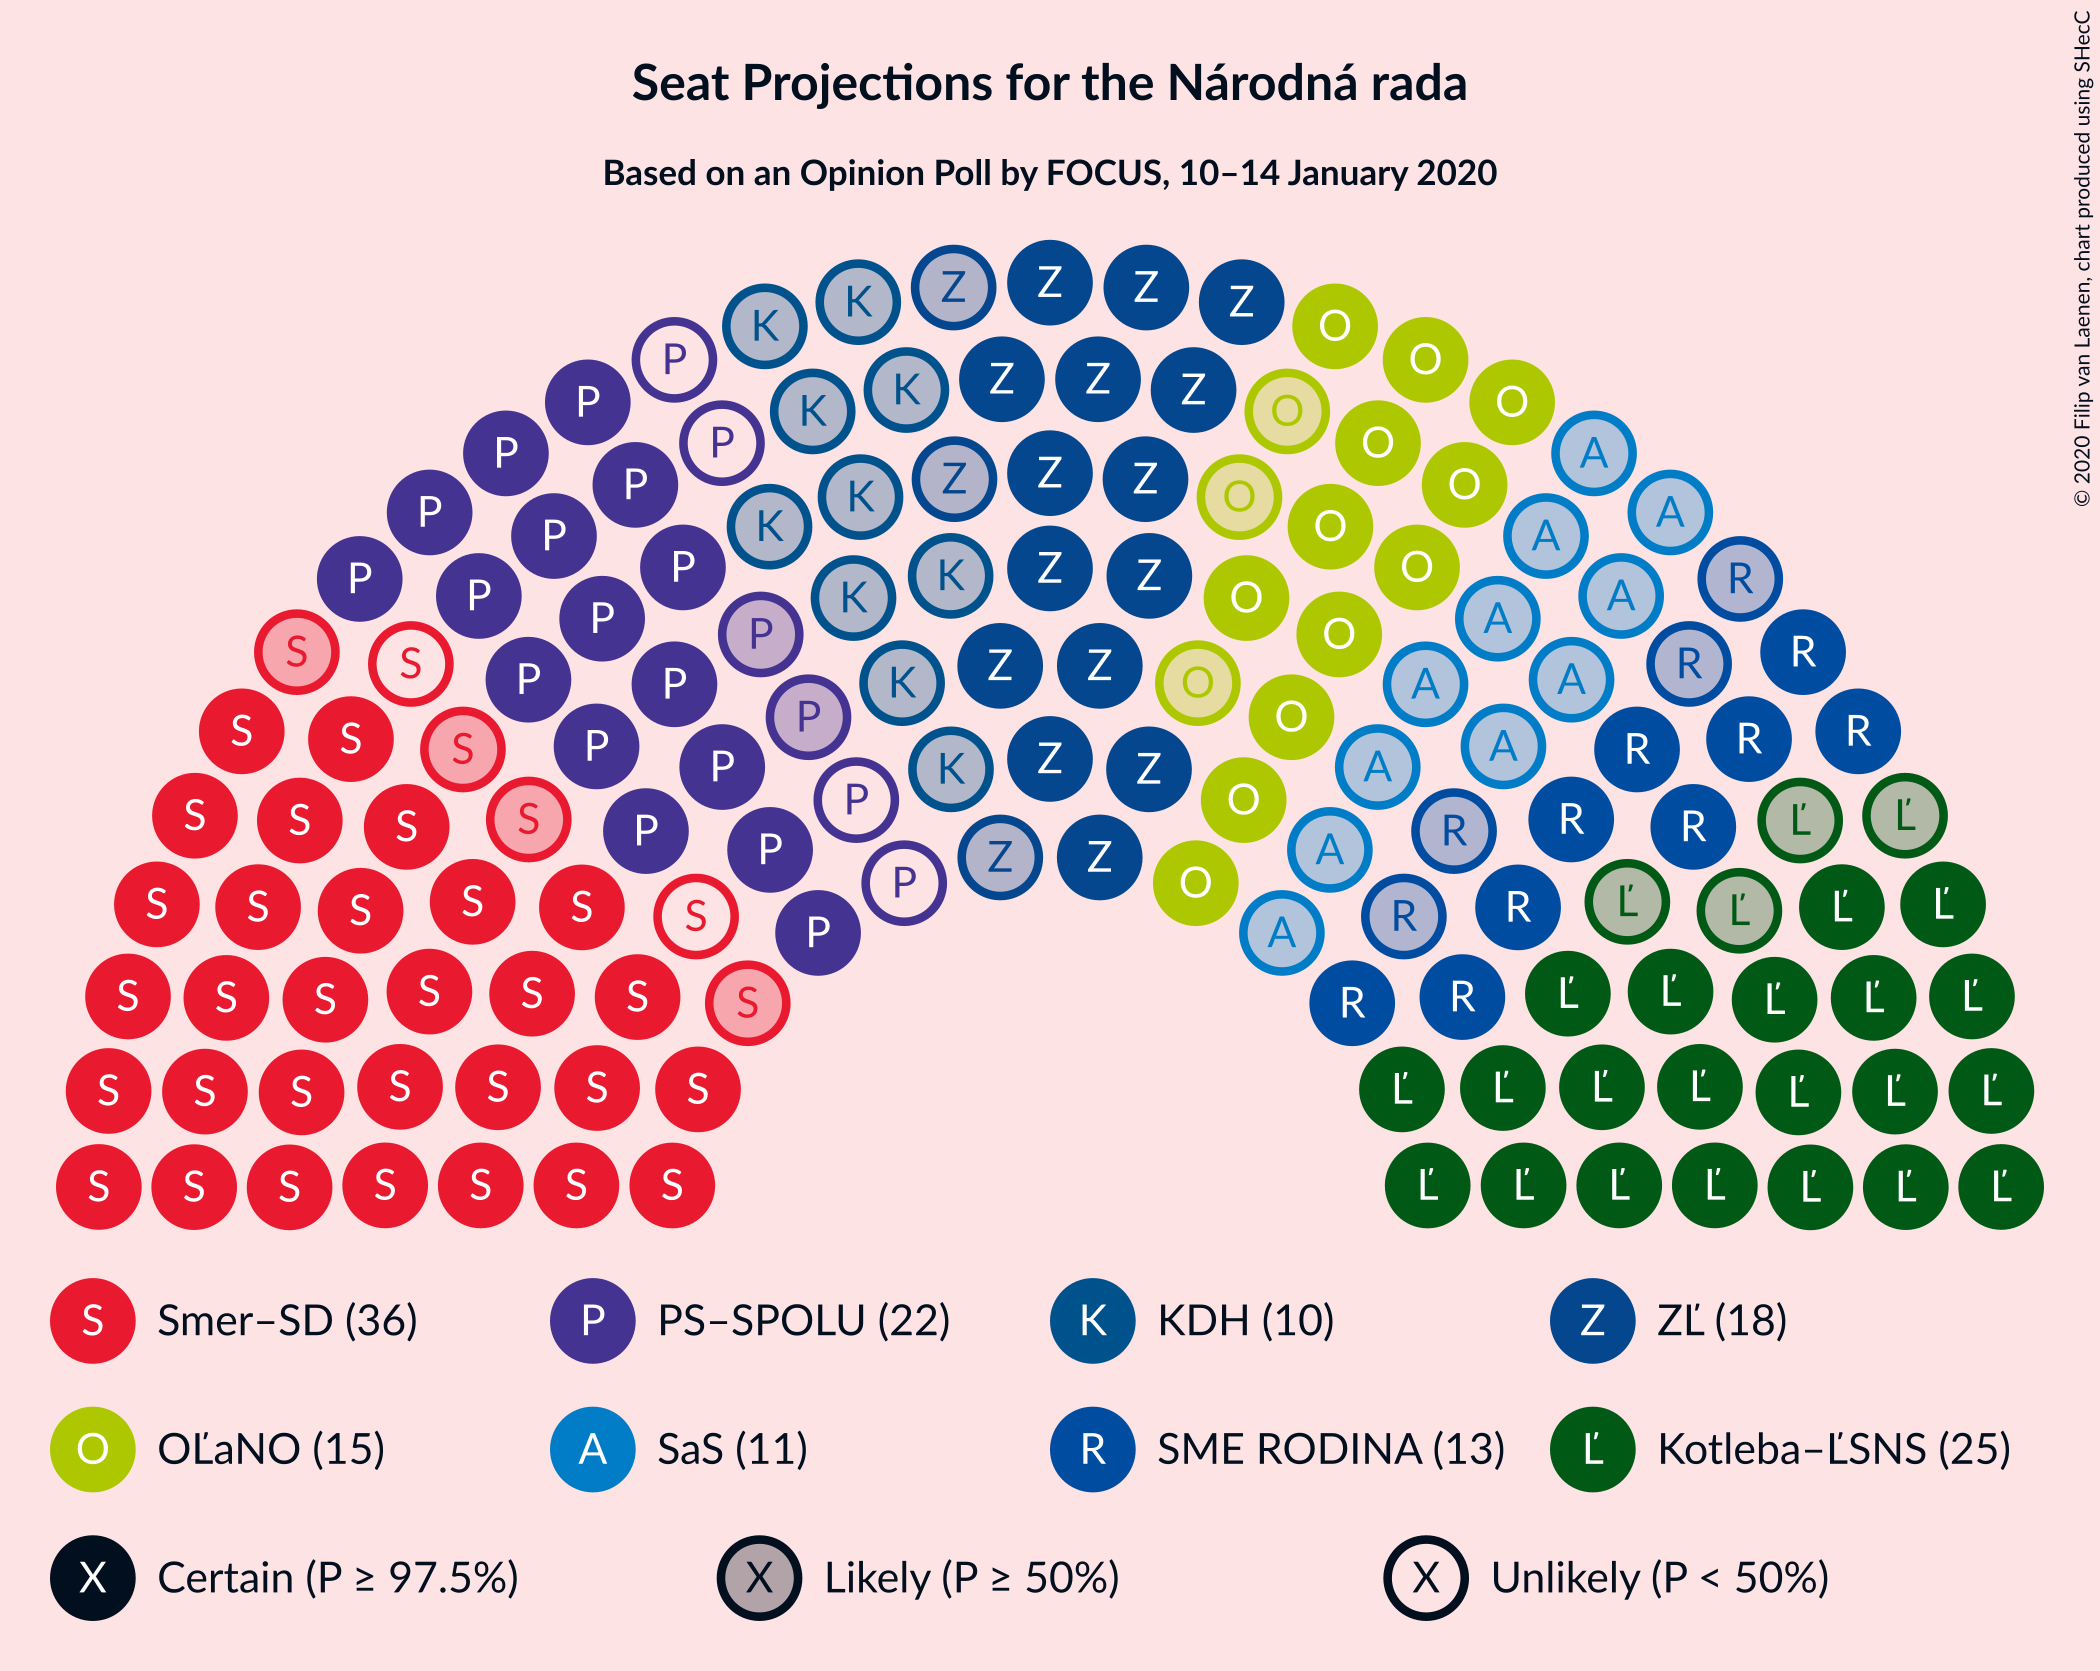 Seat Projections for the Národná rada
Based on an Opinion Poll by FOCUS, 10–14 January 2020
© 2020 Filip van Laenen, chart produced using SHecC
K K Z Z Z Z O
P K K Z Z Z O O O
P P K K Z Z Z O O O A
P P P K K Z Z O O O A A
P P P P K Z Z O O O A A R
S S P P P P K Z Z O O A A A R R
S S S P P P P A A R R R R
S S S S P P A R R R Ľ Ľ
S S S S S S P P Z Z O A R R Ľ Ľ Ľ Ľ
S S S S S S S R R Ľ Ľ Ľ Ľ Ľ
S S S S S S S Ľ Ľ Ľ Ľ Ľ Ľ Ľ
S S S S S S S Ľ Ľ Ľ Ľ Ľ Ľ Ľ
S Smer–SD (36) P PS–SPOLU (22) K KDH (10) Z ZĽ (18)
O OĽaNO (15) A SaS (11) R SME RODINA (13) Ľ Kotleba–ĽSNS (25)
X Certain (P ≥ 97.5%) X Likely (P ≥ 50%) X Unlikely (P < 50%)